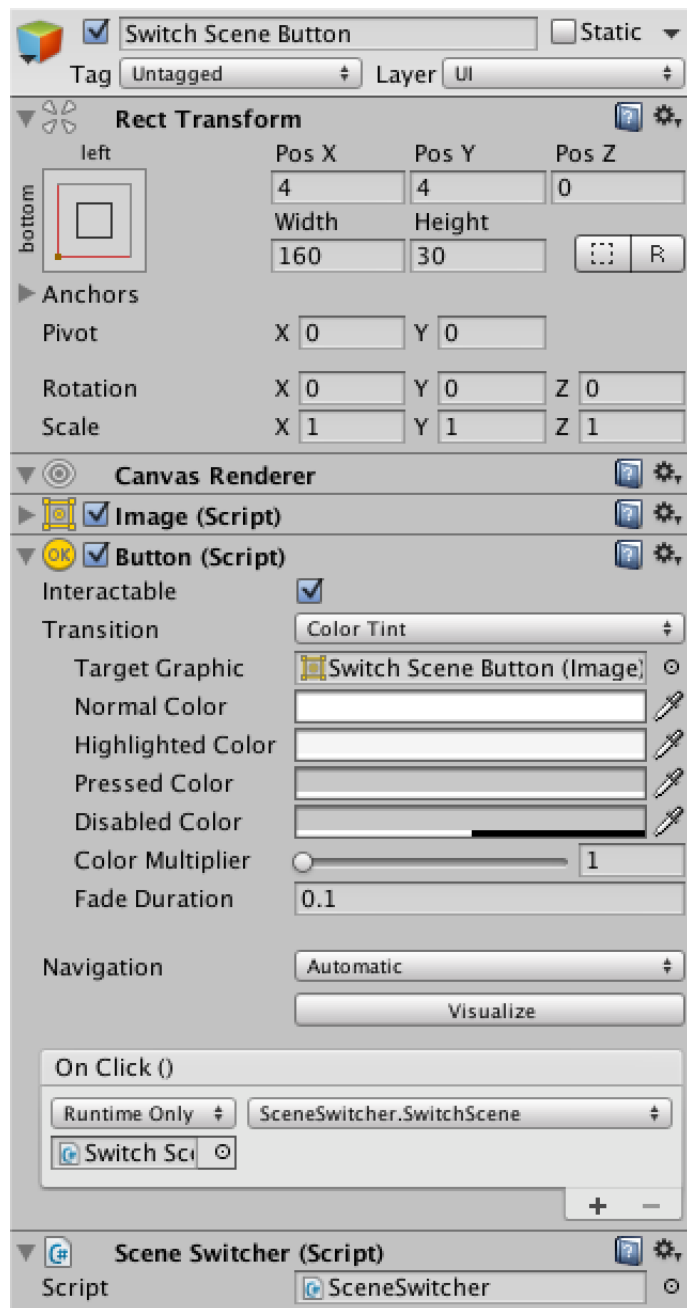 Switch Scene Button Static
Tag Untagged Layer UI
Rect Transform
left Pos X Pos Y Pos Z
bottom 4 4 0
Width Height
160 30 R
Anchors
Pivot X 0 Y 0
Rotation X 0 Y 0 Z 0
Scale X 1 Y 1 Z 1
Canvas Renderer
Image (Script)
OK Button (Script)
Interactable
Transition Color Tint
Target Graphic Switch Scene Button (Image)
Normal Color
Highlighted Color
Pressed Color
Disabled Color
Color Multiplier 1
Fade Duration 0.1
Navigation Automatic
Visualize
On Click ()
Runtime Only SceneSwitcher.SwitchScene
Switch Sc
+ −
C# Scene Switcher (Script)
Script SceneSwitcher